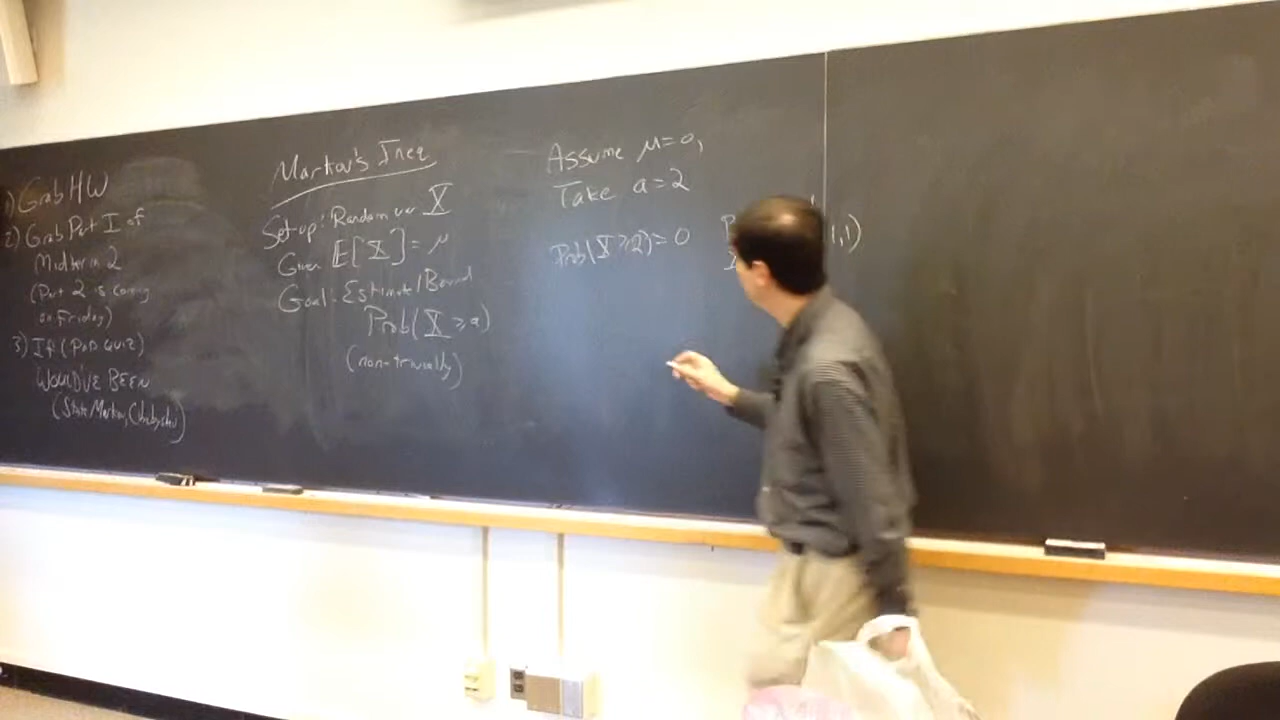 1) Grab HW
2) Grab Part I of
Midterm 2
(Part 2 is coming
on Friday)
3) If (POP QUIZ)
WOULD'VE BEEN
(State Markov, Chebyshev)
Markov's Ineq
Set up: Random var X
Given E[X] = μ
Goal: Estimate/Bound
Prob(X ≥ a)
(non-trivially)
Assume μ=0,
Take a=2
Prob(X ≥ 2) = 0